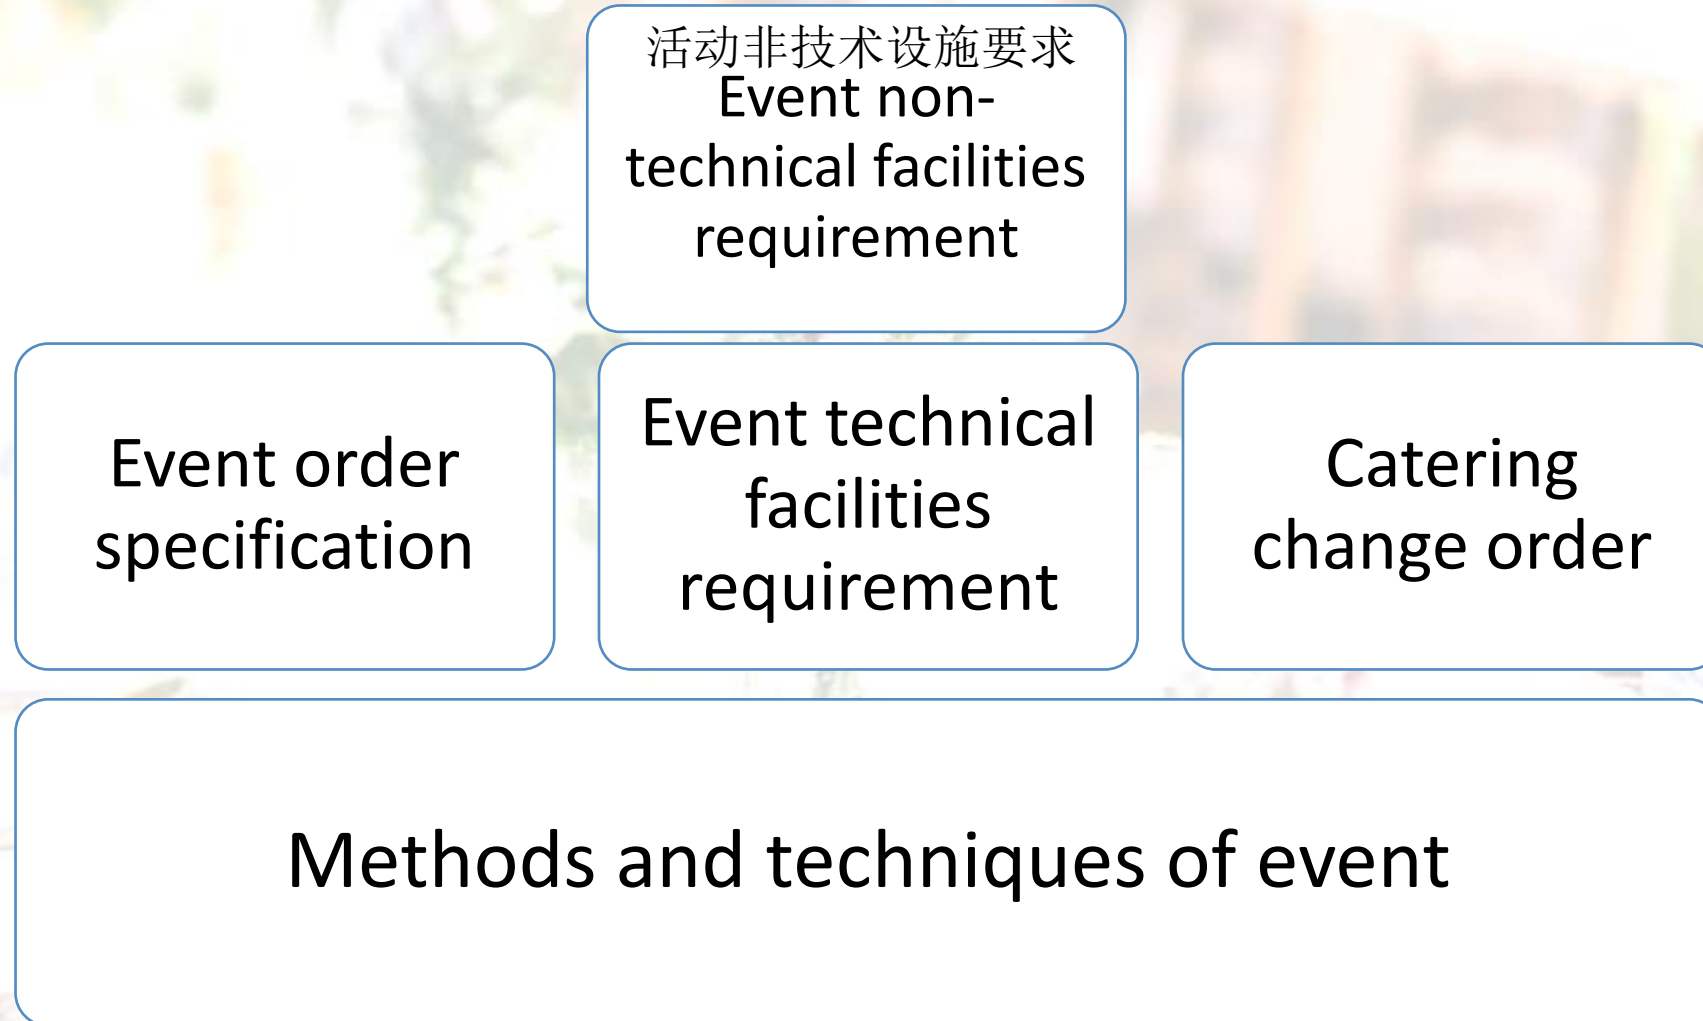 活动非技术设施要求
Event non-
technical facilities
requirement
Event order
specification
Event technical
facilities
requirement
Catering
change order
Methods and techniques of event